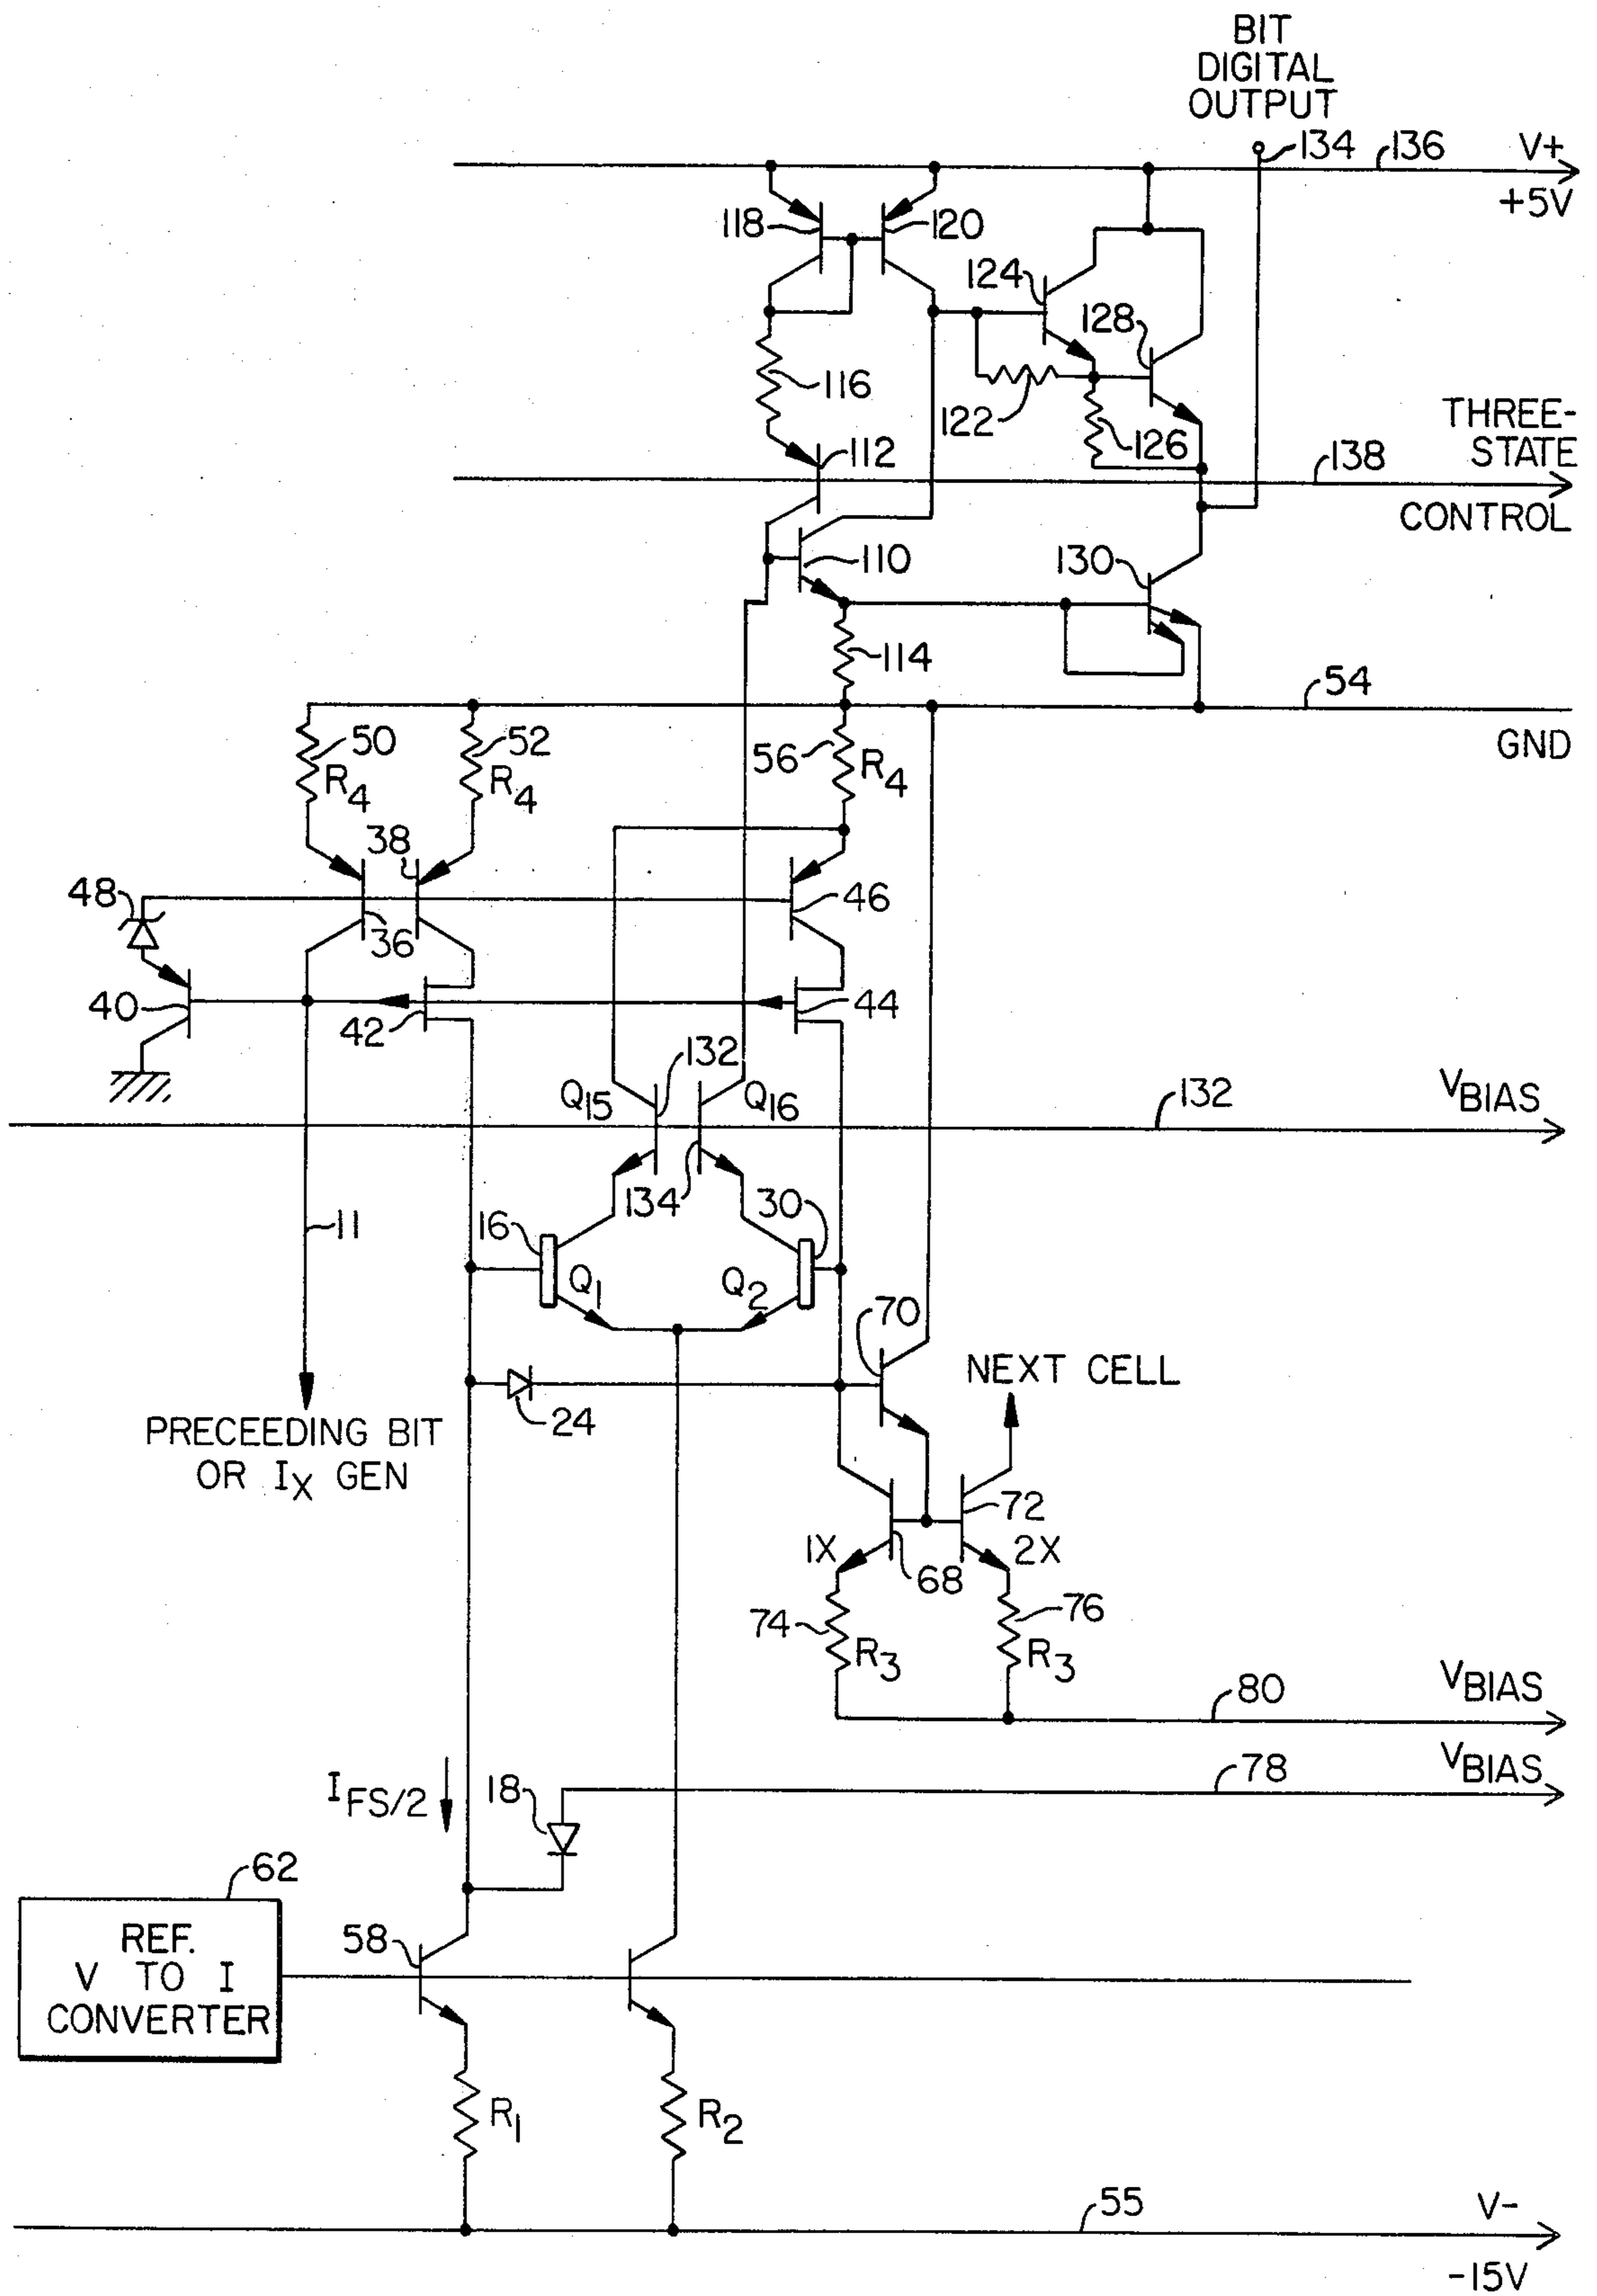 BIT
DIGITAL
OUTPUT
134
136
V+
+5V
118
120
124
128
116
122
126
THREE-
STATE
112
138
CONTROL
110
130
114
54
GND
50
R4
52
R4
56
R4
38
48
36
46
40
42
44
132
Q15
Q16
132
VBIAS
134
30
16
Q1
Q2
11
70
NEXT CELL
24
PRECEEDING BIT
OR IX GEN
72
1X
2X
68
74
R3
76
R3
80
VBIAS
78
VBIAS
IFS/2
18
62
REF.
V TO I
CONVERTER
58
R1
R2
55
V-
-15V